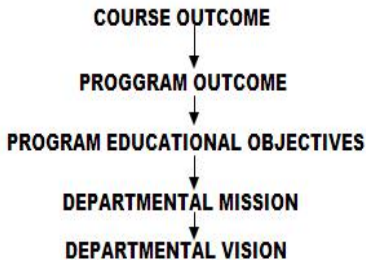 COURSE OUTCOME
PROGGRAM OUTCOME
PROGRAM EDUCATIONAL OBJECTIVES
DEPARTMENTAL MISSION
DEPARTMENTAL VISION